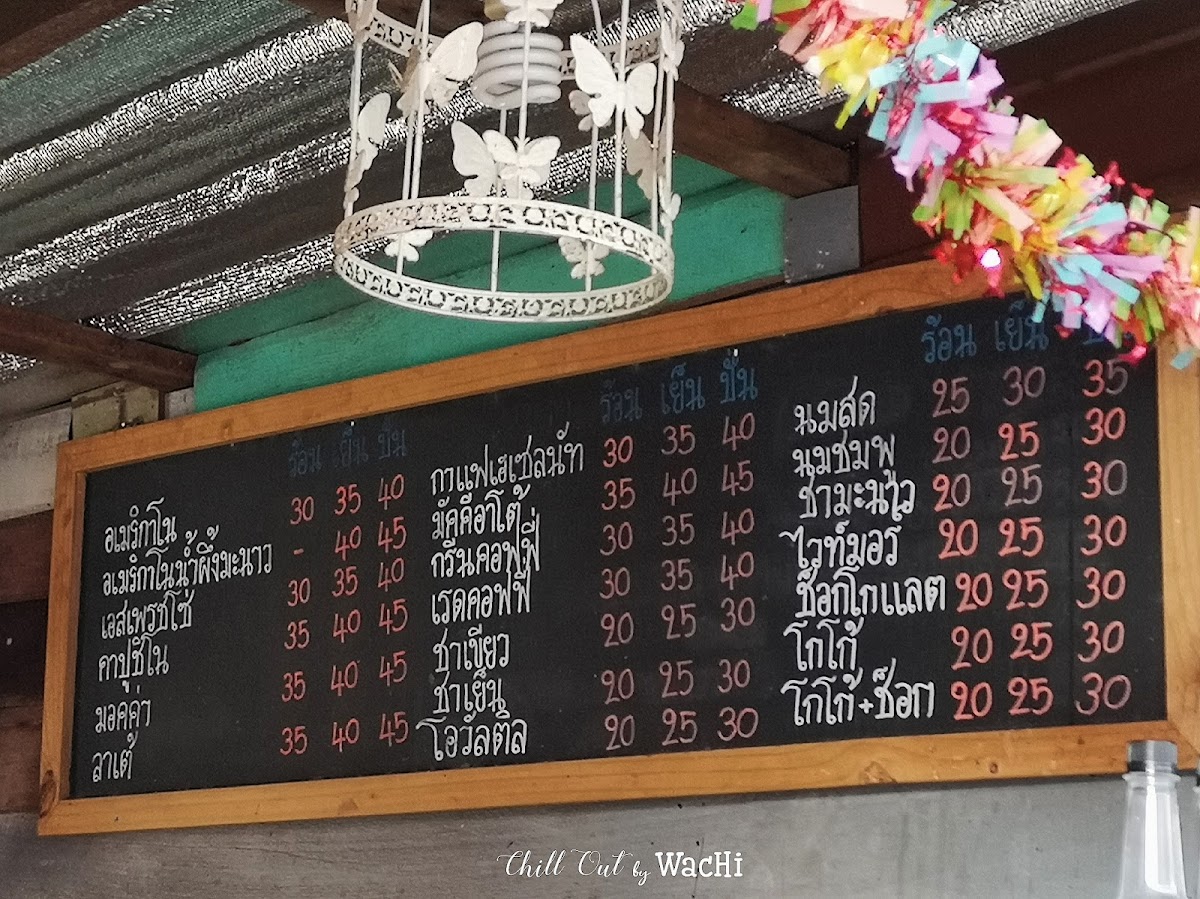 ร้อน เย็น ปั่น
อเมริกาโน 30 35 40
อเมริกาโนน้ำผึ้งมะนาว - 40 45
เอสเพรซโซ้ 30 35 40
คาปูชิโน 35 40 45
มอคค่า 35 40 45
ลาเต้ 35 40 45
ร้อน เย็น ปั่น
กาแฟเฮเซลนัท 30 35 40
มัคคีอาโต้ 35 40 45
กรีนคอฟฟี่ 30 35 40
เรดคอฟฟี่ 30 35 40
ชาเขียว 20 25 30
ชาเย็น 20 25 30
โอวัลติล 20 25 30
ร้อน เย็น
นมสด 25 30 35
นมชมพู 20 25 30
ชามะนาว 20 25 30
ไวท์มอร์ 20 25 30
ช็อกโกแลต 20 25 30
โกโก้ 20 25 30
โกโก้+ช็อก 20 25 30
Chill Out by WacHi